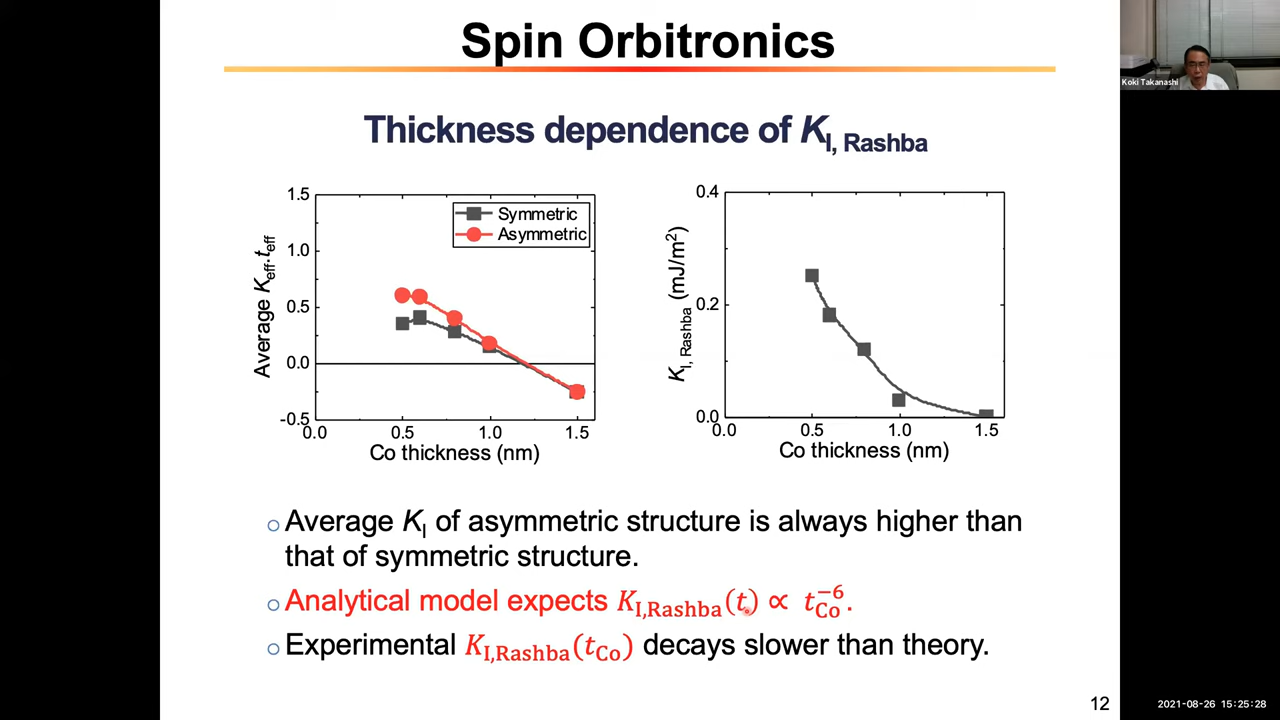 Spin Orbitronics
Koki Takanashi
Thickness dependence of K_I, Rashba
1.5
1.0
0.5
0.0
-0.5
Average K_eff.t_eff
Symmetric
Asymmetric
0.0 0.5 1.0 1.5
Co thickness (nm)
0.4
0.2
0.0
K_I, Rashba (mJ/m²)
0.0 0.5 1.0 1.5
Co thickness (nm)
Average K_I of asymmetric structure is always higher than
that of symmetric structure.
Analytical model expects K_I,Rashba(t) ∝ t_Co^−6.
Experimental K_I,Rashba(t_Co) decays slower than theory.
12
2021-08-26 15:25:28